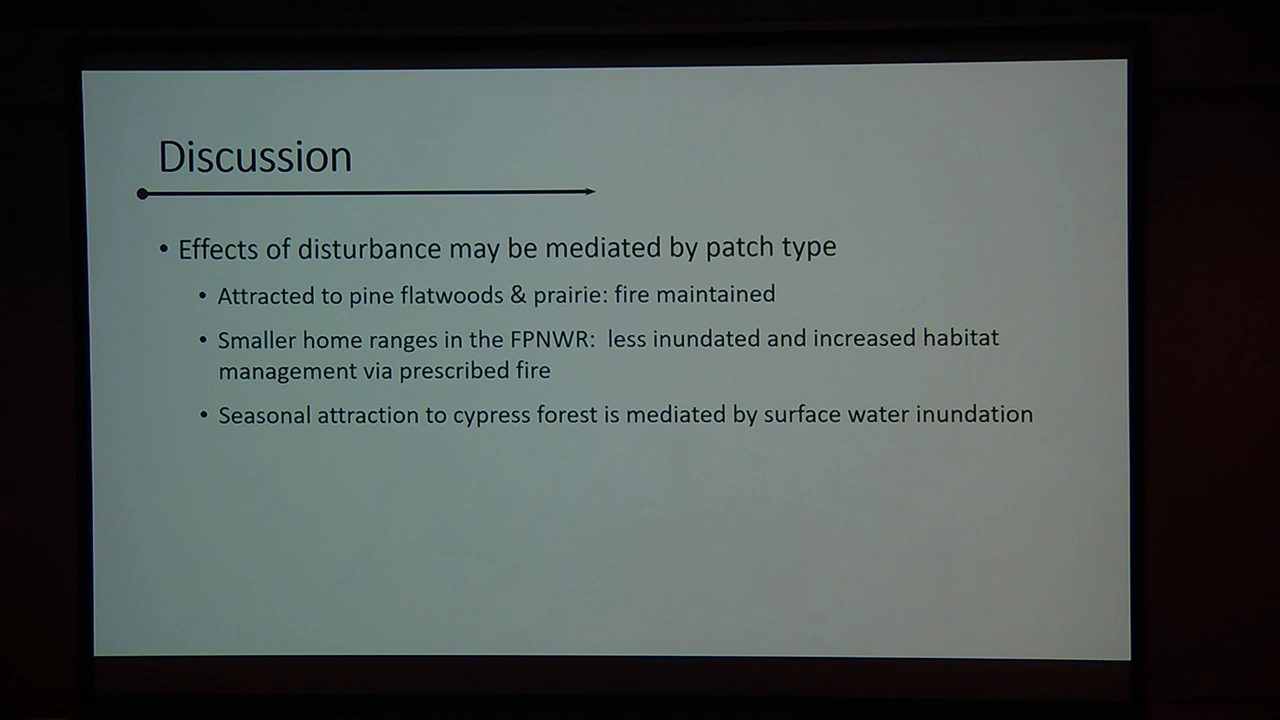 Discussion
• Effects of disturbance may be mediated by patch type
• Attracted to pine flatwoods & prairie: fire maintained
• Smaller home ranges in the FPNWR:  less inundated and increased habitat
management via prescribed fire
• Seasonal attraction to cypress forest is mediated by surface water inundation